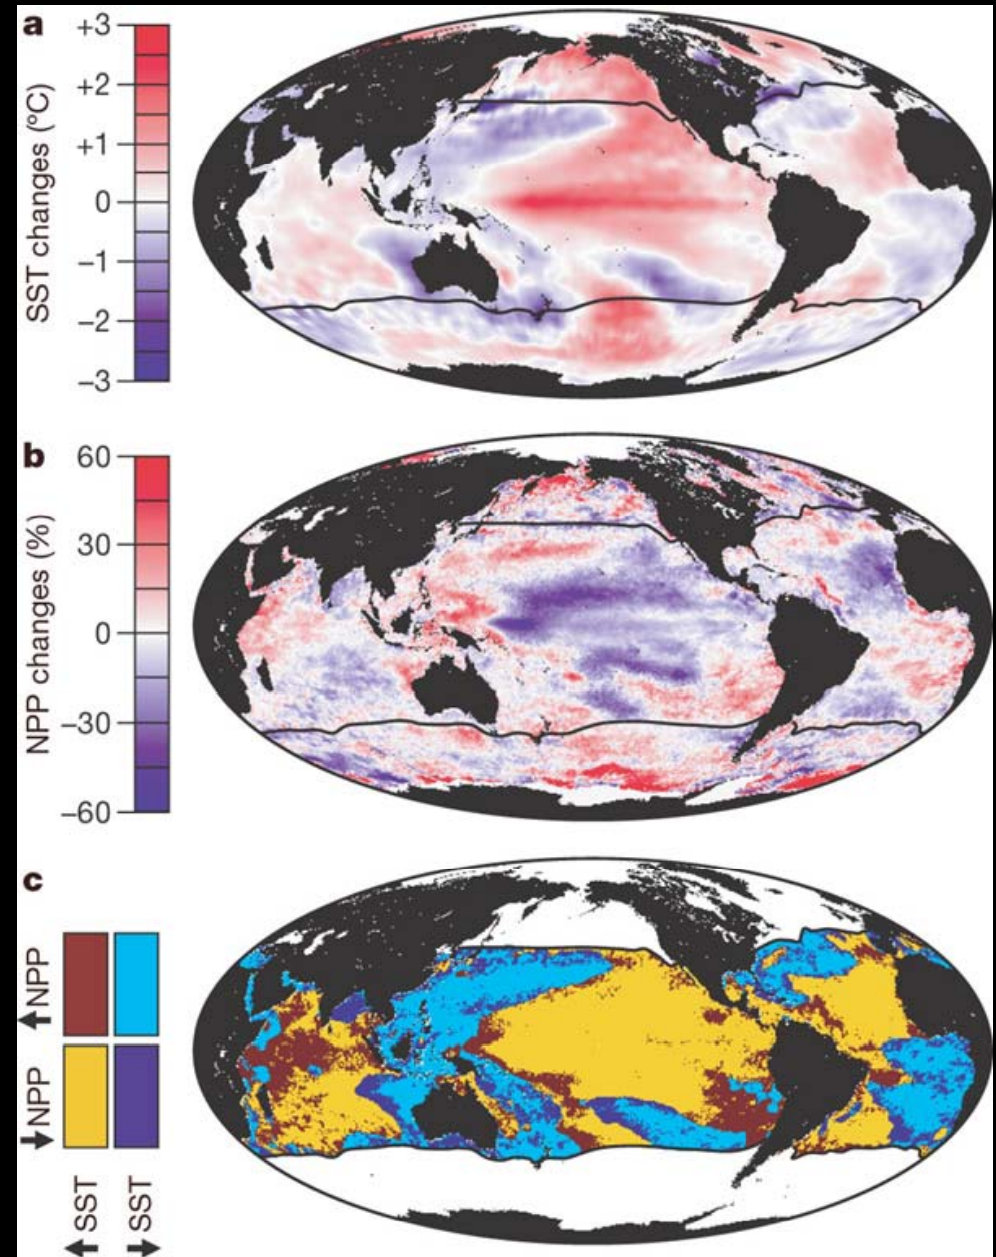 a
+3
+2
+1
0
−1
−2
−3
SST changes (°C)
b
60
30
0
−30
−60
NPP changes (%)
c
NPP
NPP
SST
SST